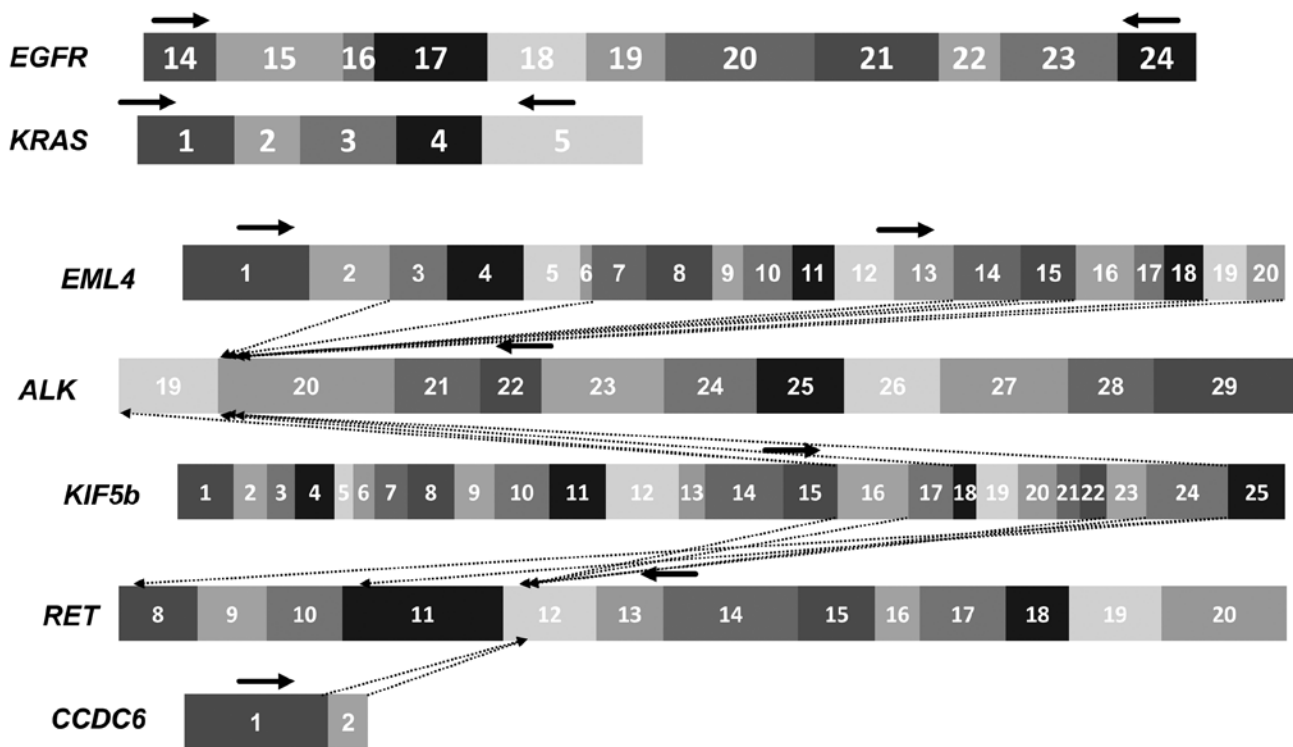 EGFR 14 15 16 17 18 19 20 21 22 23 24
KRAS 1 2 3 4 5
EML4 1 2 3 4 5 6 7 8 9 10 11 12 13 14 15 16 17 18 19 20
ALK 19 20 21 22 23 24 25 26 27 28 29
KIF5b 1 2 3 4 5 6 7 8 9 10 11 12 13 14 15 16 17 18 19 20 21 22 23 24 25
RET 8 9 10 11 12 13 14 15 16 17 18 19 20
CCDC6 1 2